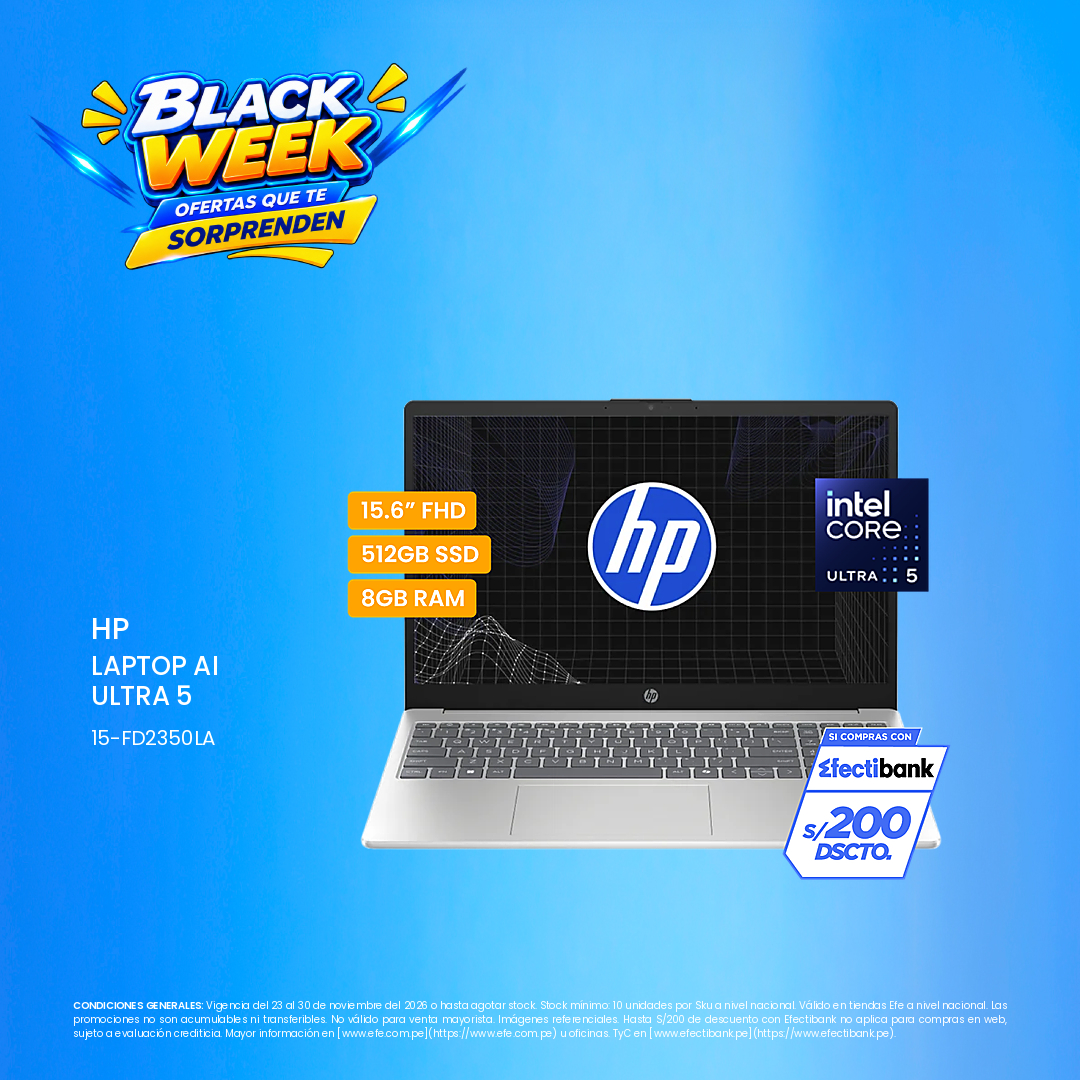 BLACK
WEEK
OFERTAS QUE TE
SORPRENDEN
15.6” FHD
512GB SSD
8GB RAM
hp
intel
CORE
ULTRA 5
HP
LAPTOP AI
ULTRA 5
15-FD2350LA
hp
SI COMPRAS CON
Efectibank
S/200
DSCTO.
CONDICIONES GENERALES: Vigencia del 23 al 30 de noviembre del 2026 o hasta agotar stock. Stock mínimo: 10 unidades por Sku a nivel nacional. Válido en tiendas Efe a nivel nacional. Las
promociones no son acumulables ni transferibles. No válido para venta mayorista. Imágenes referenciales. Hasta S/200 de descuento con Efectibank no aplica para compras en web,
sujeto a evaluación crediticia. Mayor información en [www.efe.com.pe](https://www.efe.com.pe) u oficinas. TyC en [www.efectibank.pe](https://www.efectibank.pe).